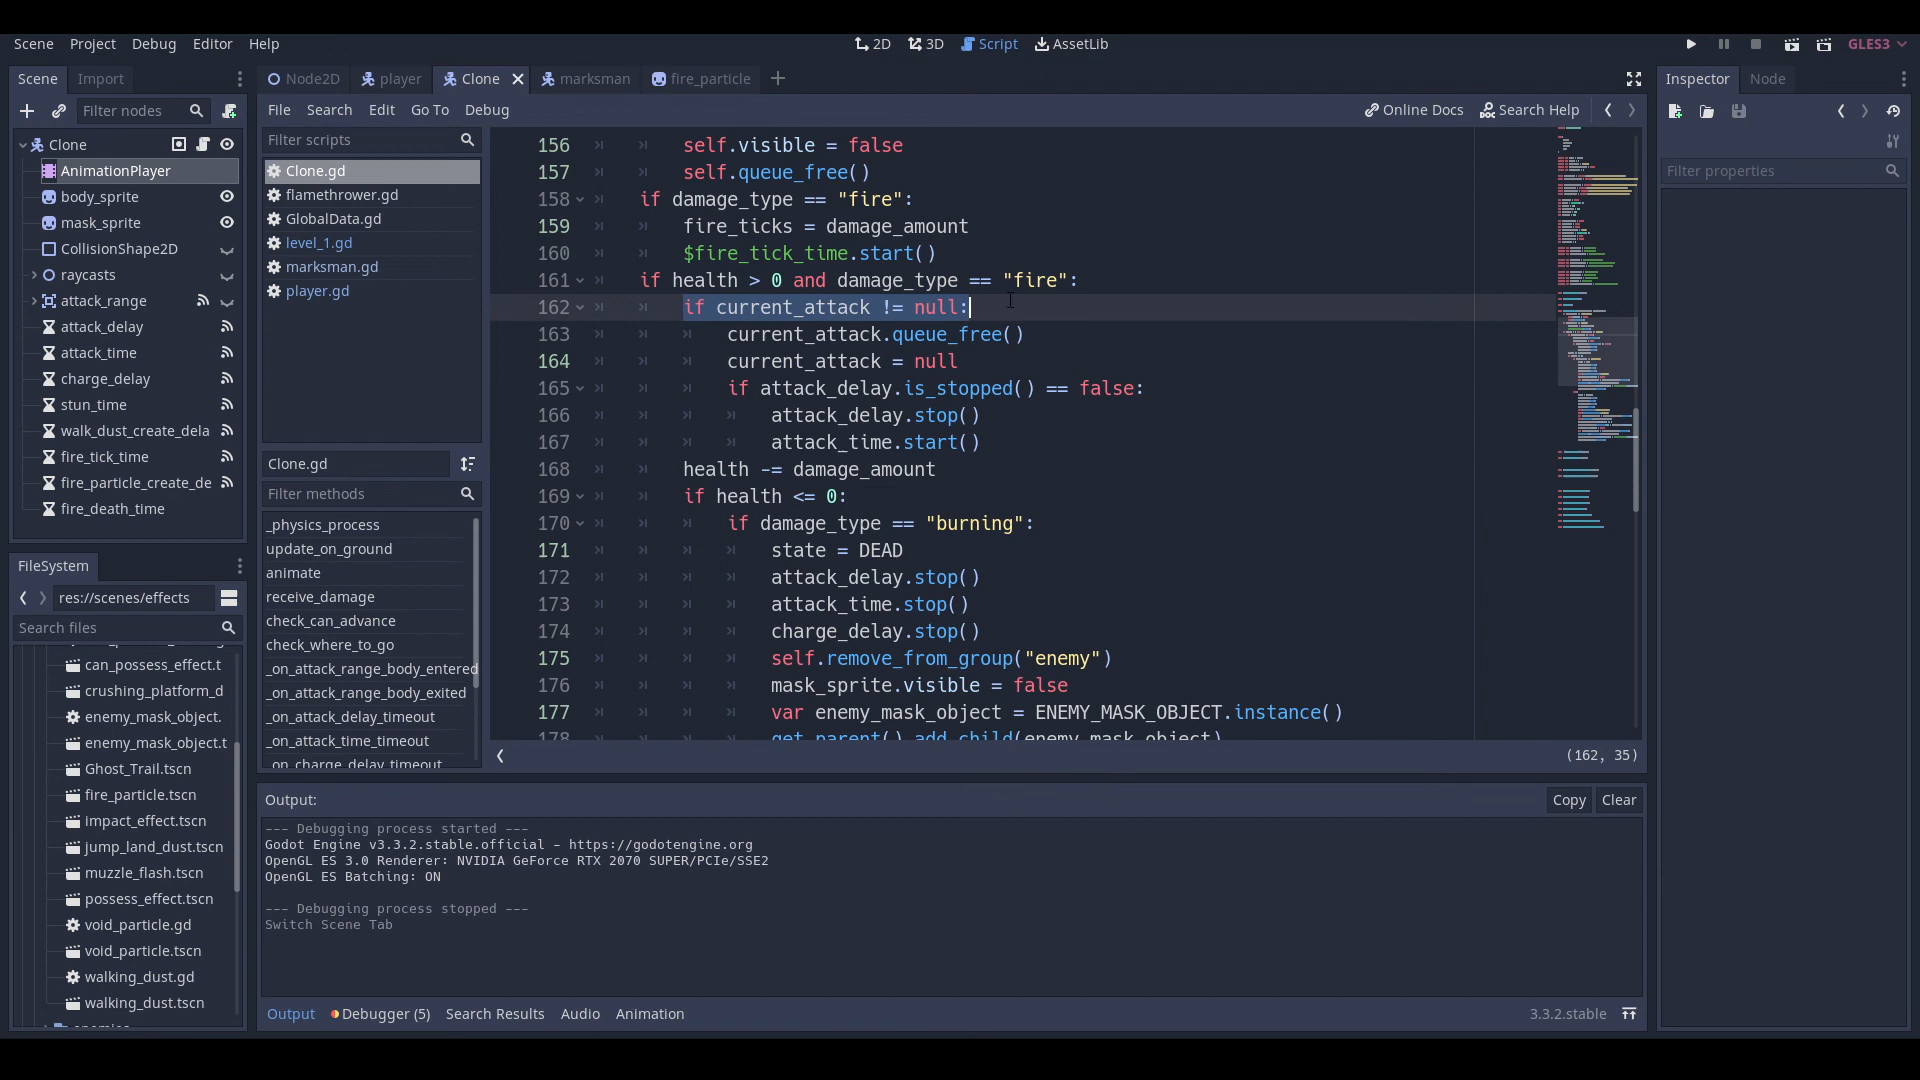 Scene Project Debug Editor Help
2D 3D Script AssetLib
GLES3
Scene Import
Filter nodes
Clone
AnimationPlayer
body_sprite
mask_sprite
CollisionShape2D
raycasts
attack_range
attack_delay
attack_time
charge_delay
stun_time
walk_dust_create_dela
fire_tick_time
fire_particle_create_de
fire_death_time
FileSystem
res://scenes/effects
Search files
can_possess_effect.t
crushing_platform_d
enemy_mask_object.
enemy_mask_object.t
Ghost_Trail.tscn
fire_particle.tscn
impact_effect.tscn
jump_land_dust.tscn
muzzle_flash.tscn
possess_effect.tscn
void_particle.gd
void_particle.tscn
walking_dust.gd
walking_dust.tscn
enemies
Node2D player Clone marksman fire_particle
File Search Edit Go To Debug
Online Docs Search Help
Filter scripts
Clone.gd
flamethrower.gd
GlobalData.gd
level_1.gd
marksman.gd
player.gd
Clone.gd
Filter methods
_physics_process
update_on_ground
animate
receive_damage
check_can_advance
check_where_to_go
_on_attack_range_body_entered
_on_attack_range_body_exited
_on_attack_delay_timeout
_on_attack_time_timeout
_on_charge_delay_timeout
156 self.visible = false
157 self.queue_free()
158 if damage_type == "fire":
159 fire_ticks = damage_amount
160 $fire_tick_time.start()
161 if health > 0 and damage_type == "fire":
162 if current_attack != null:
163 current_attack.queue_free()
164 current_attack = null
165 if attack_delay.is_stopped() == false:
166 attack_delay.stop()
167 attack_time.start()
168 health -= damage_amount
169 if health <= 0:
170 if damage_type == "burning":
171 state = DEAD
172 attack_delay.stop()
173 attack_time.stop()
174 charge_delay.stop()
175 self.remove_from_group("enemy")
176 mask_sprite.visible = false
177 var enemy_mask_object = ENEMY_MASK_OBJECT.instance()
178 get_parent().add_child(enemy_mask_object)
(162, 35)
Output:
Copy Clear
--- Debugging process started ---
Godot Engine v3.3.2.stable.official - https://godotengine.org
OpenGL ES 3.0 Renderer: NVIDIA GeForce RTX 2070 SUPER/PCIe/SSE2
OpenGL ES Batching: ON
--- Debugging process stopped ---
Switch Scene Tab
Output Debugger (5) Search Results Audio Animation
3.3.2.stable
Inspector Node
Filter properties